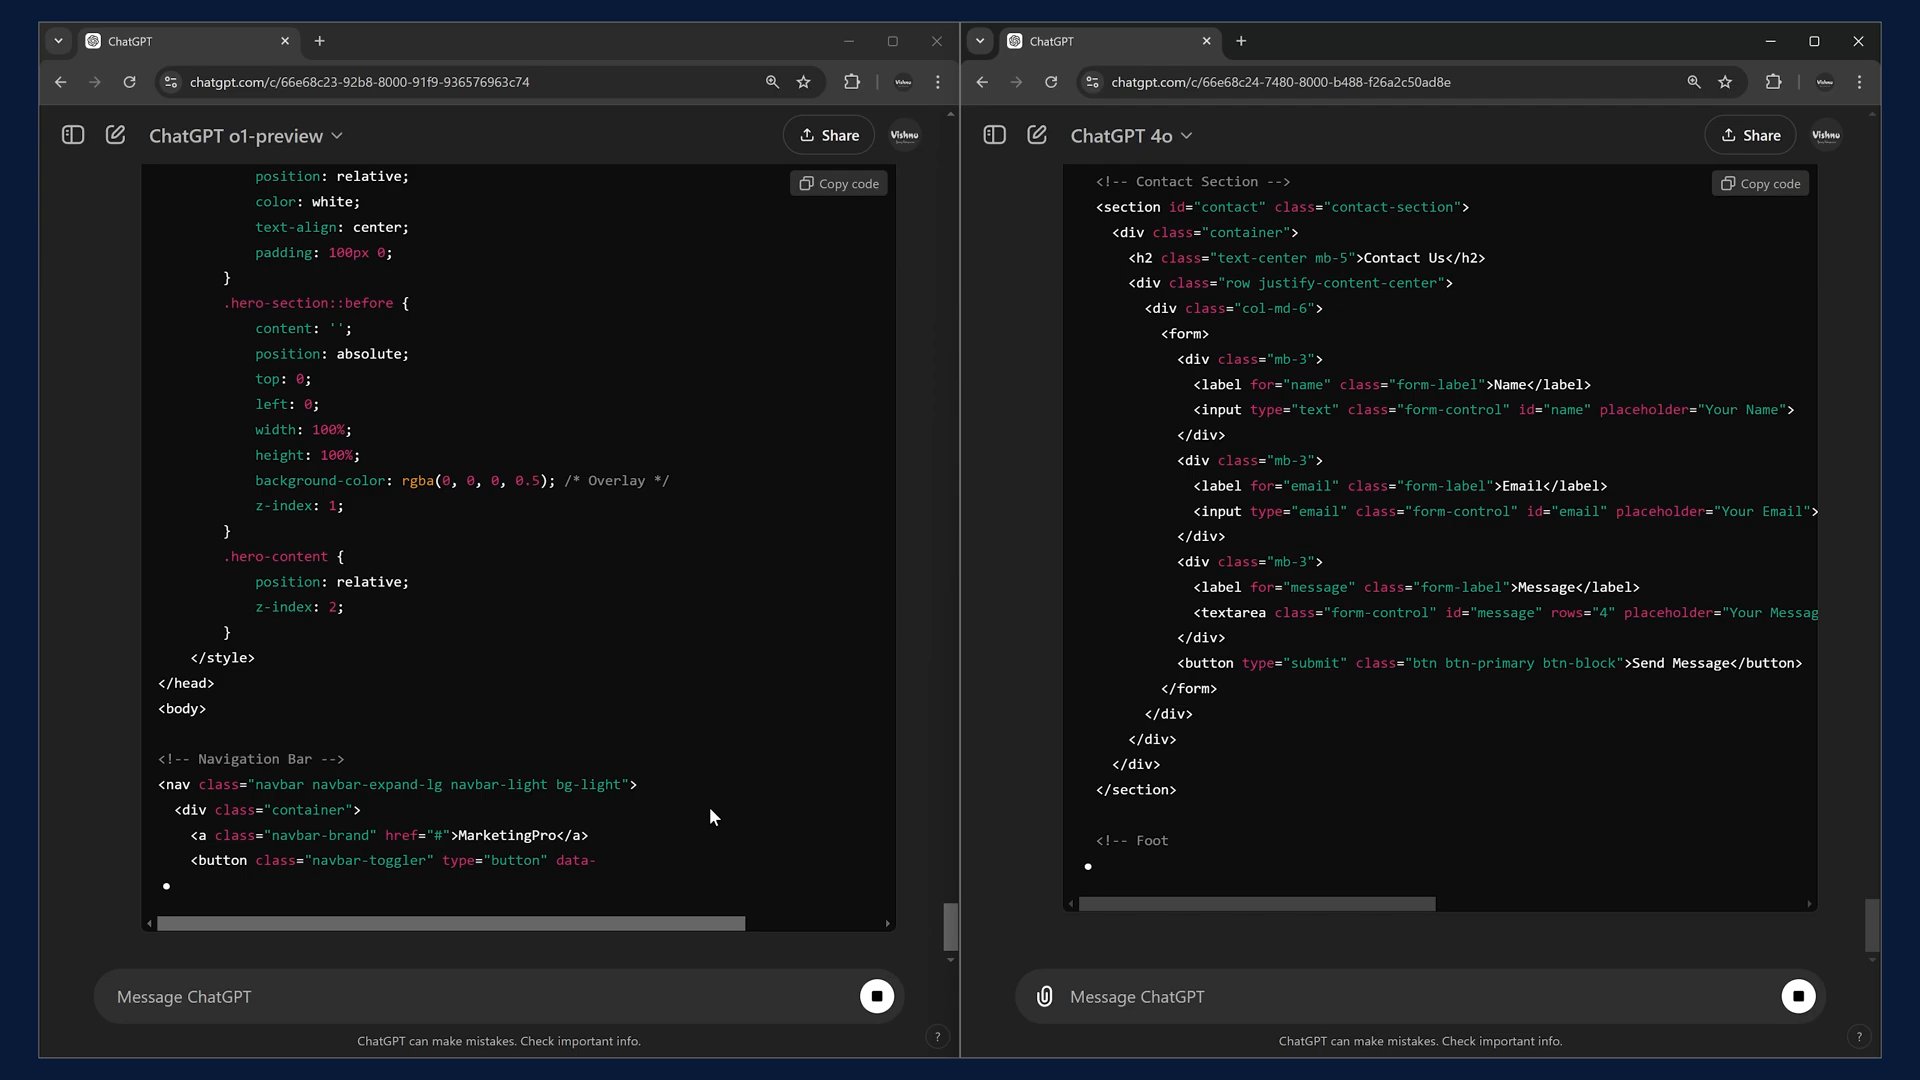 ChatGPT
chatgpt.com/c/66e68c23-92b8-8000-91f9-936576963c74
Vishnu
ChatGPT o1-preview
Share
Vishnu
Copy code
position: relative;
color: white;
text-align: center;
padding: 100px 0;
}
.hero-section::before {
content: '';
position: absolute;
top: 0;
left: 0;
width: 100%;
height: 100%;
background-color: rgba(0, 0, 0, 0.5); /* Overlay */
z-index: 1;
}
.hero-content {
position: relative;
z-index: 2;
}
</style>
</head>
<body>
<!-- Navigation Bar -->
<nav class="navbar navbar-expand-lg navbar-light bg-light">
<div class="container">
<a class="navbar-brand" href="#">MarketingPro</a>
<button class="navbar-toggler" type="button" data-
Message ChatGPT
ChatGPT can make mistakes. Check important info.
?
ChatGPT
chatgpt.com/c/66e68c24-7480-8000-b488-f26a2c50ad8e
Vishnu
ChatGPT 4o
Share
Vishnu
Copy code
<!-- Contact Section -->
<section id="contact" class="contact-section">
<div class="container">
<h2 class="text-center mb-5">Contact Us</h2>
<div class="row justify-content-center">
<div class="col-md-6">
<form>
<div class="mb-3">
<label for="name" class="form-label">Name</label>
<input type="text" class="form-control" id="name" placeholder="Your Name">
</div>
<div class="mb-3">
<label for="email" class="form-label">Email</label>
<input type="email" class="form-control" id="email" placeholder="Your Email">
</div>
<div class="mb-3">
<label for="message" class="form-label">Message</label>
<textarea class="form-control" id="message" rows="4" placeholder="Your Messag
</div>
<button type="submit" class="btn btn-primary btn-block">Send Message</button>
</form>
</div>
</div>
</div>
</section>
<!-- Foot
Message ChatGPT
ChatGPT can make mistakes. Check important info.
?